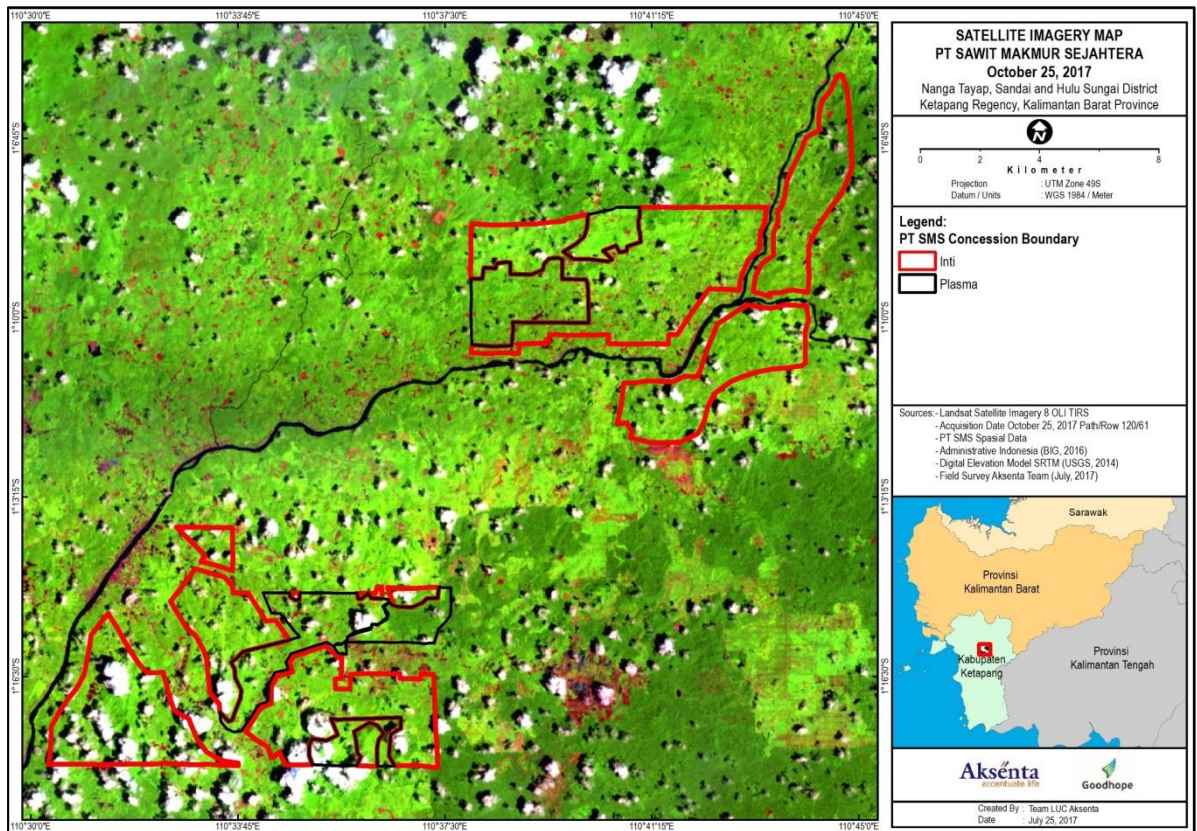 110°30'0"E 110°33'45"E 110°37'30"E 110°41'15"E 110°45'0"E
1°6'45"S 1°6'45"S
1°10'0"S 1°10'0"S
1°13'15"S 1°13'15"S
1°16'30"S 1°16'30"S
110°30'0"E 110°33'45"E 110°37'30"E 110°41'15"E 110°45'0"E
SATELLITE IMAGERY MAP
PT SAWIT MAKMUR SEJAHTERA
October 25, 2017
Nanga Tayap, Sandai and Hulu Sungai District
Ketapang Regency, Kalimantan Barat Province
N
0 2 4 8
Kilometer
Projection : UTM Zone 49S
Datum / Units : WGS 1984 / Meter
Legend:
PT SMS Concession Boundary
Inti
Plasma
Sources:- Landsat Satellite Imagery 8 OLI TIRS
- Acquisition Date October 25, 2017 Path/Row 120/61
- PT SMS Spasial Data
- Administrative Indonesia (BIG, 2016)
- Digital Elevation Model SRTM (USGS, 2014)
- Field Survey Aksenta Team (July, 2017)
Sarawak
Provinsi
Kalimantan Barat
Kabupaten
Ketapang
Provinsi
Kalimantan Tengah
Aksenta
accentuate life
Goodhope
Created By : Team LUC Aksenta
Date : July 25, 2017